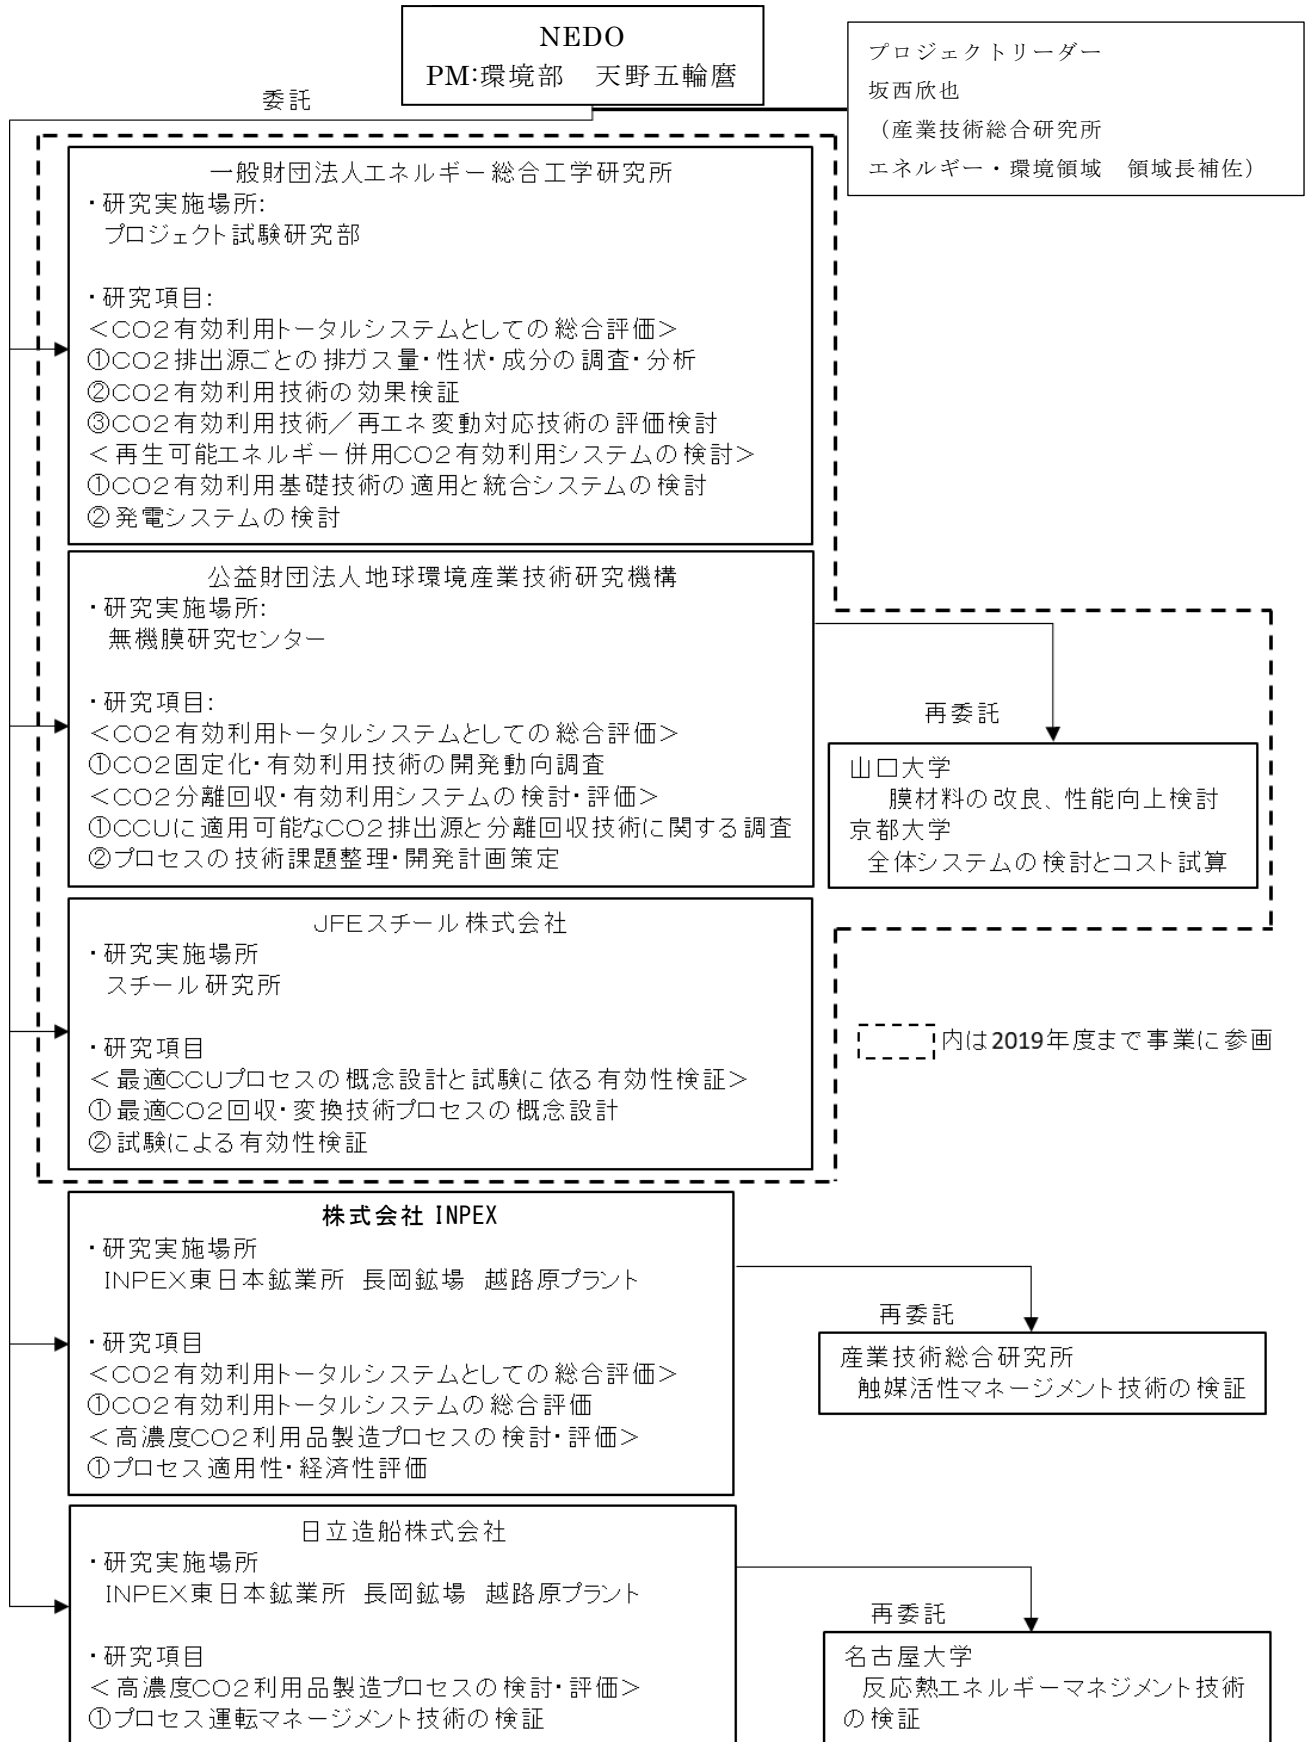 NEDO
PM:環境部　天野五輪麿
プロジェクトリーダー
坂西欣也
（産業技術総合研究所
エネルギー・環境領域　領域長補佐）
委託
一般財団法人エネルギー総合工学研究所
・研究実施場所:
プロジェクト試験研究部
・研究項目:
＜CO2有効利用トータルシステムとしての総合評価＞
①CO2排出源ごとの排ガス量・性状・成分の調査・分析
②CO2有効利用技術の効果検証
③CO2有効利用技術／再エネ変動対応技術の評価検討
＜再生可能エネルギー併用CO2有効利用システムの検討＞
①CO2有効利用基礎技術の適用と統合システムの検討
②発電システムの検討
公益財団法人地球環境産業技術研究機構
・研究実施場所:
無機膜研究センター
・研究項目:
＜CO2有効利用トータルシステムとしての総合評価＞
①CO2固定化・有効利用技術の開発動向調査
＜CO2分離回収・有効利用システムの検討・評価＞
①CCUに適用可能なCO2排出源と分離回収技術に関する調査
②プロセスの技術課題整理・開発計画策定
再委託
山口大学
膜材料の改良、性能向上検討
京都大学
全体システムの検討とコスト試算
JFEスチール株式会社
・研究実施場所
スチール研究所
・研究項目
＜最適CCUプロセスの概念設計と試験に依る有効性検証＞
①最適CO2回収・変換技術プロセスの概念設計
②試験による有効性検証
内は2019年度まで事業に参画
株式会社 INPEX
・研究実施場所
INPEX東日本鉱業所　長岡鉱場　越路原プラント
・研究項目
＜CO2有効利用トータルシステムとしての総合評価＞
①CO2有効利用トータルシステムの総合評価
＜高濃度CO2利用品製造プロセスの検討・評価＞
①プロセス適用性・経済性評価
再委託
産業技術総合研究所
触媒活性マネージメント技術の検証
日立造船株式会社
・研究実施場所
INPEX東日本鉱業所　長岡鉱場　越路原プラント
・研究項目
＜高濃度CO2利用品製造プロセスの検討・評価＞
①プロセス運転マネージメント技術の検証
再委託
名古屋大学
反応熱エネルギーマネジメント技術
の検証